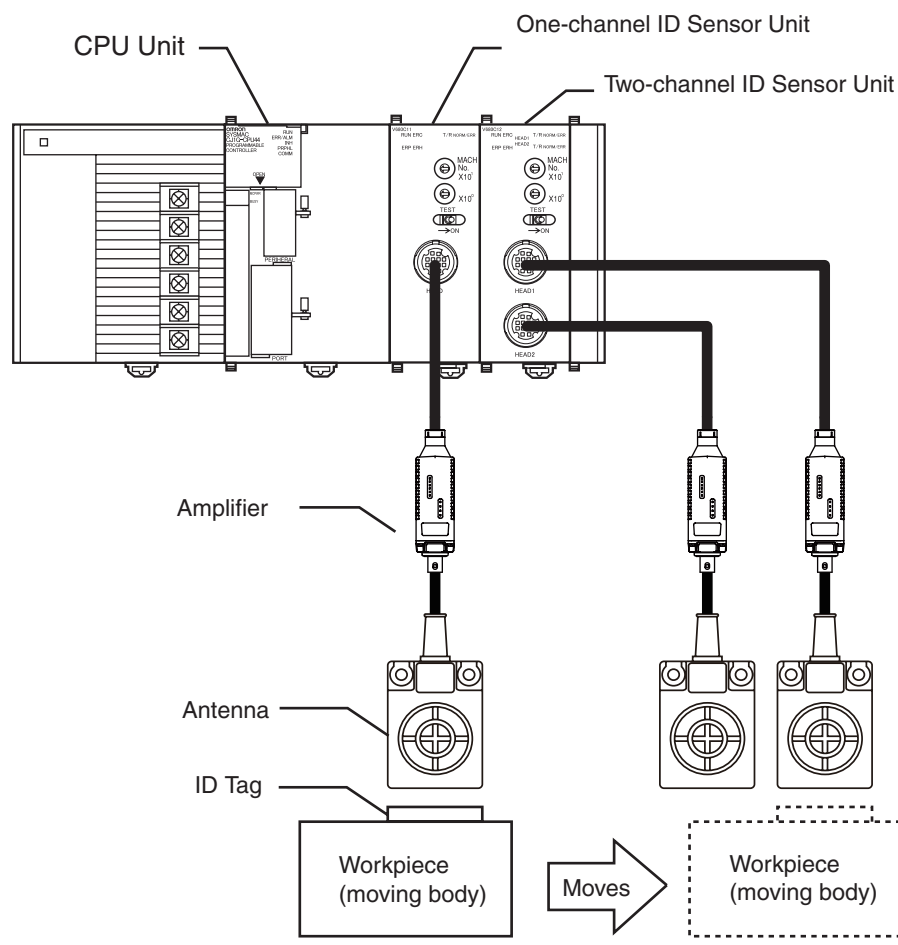 One-channel ID Sensor Unit
CPU Unit
Two-channel ID Sensor Unit
OMRON
SYSMAC
CJ1G-CPU44
PROGRAMMABLE
CONTROLLER
RUN
ERR/ALM
INH
PRPHL
COMM
OPEN
PERIPHERAL
PORT
V680C11
RUN ERC T/R NORM/ERR
ERP ERH
MACH
No.
X10¹
X10⁰
TEST
→ON
HEAD
V680C12
RUN ERC HEAD1 T/R NORM/ERR
ERP ERH HEAD2 T/R NORM/ERR
MACH
No.
X10¹
X10⁰
TEST
→ON
HEAD1
HEAD2
Amplifier
Antenna
ID Tag
Workpiece
(moving body)
Moves
Workpiece
(moving body)